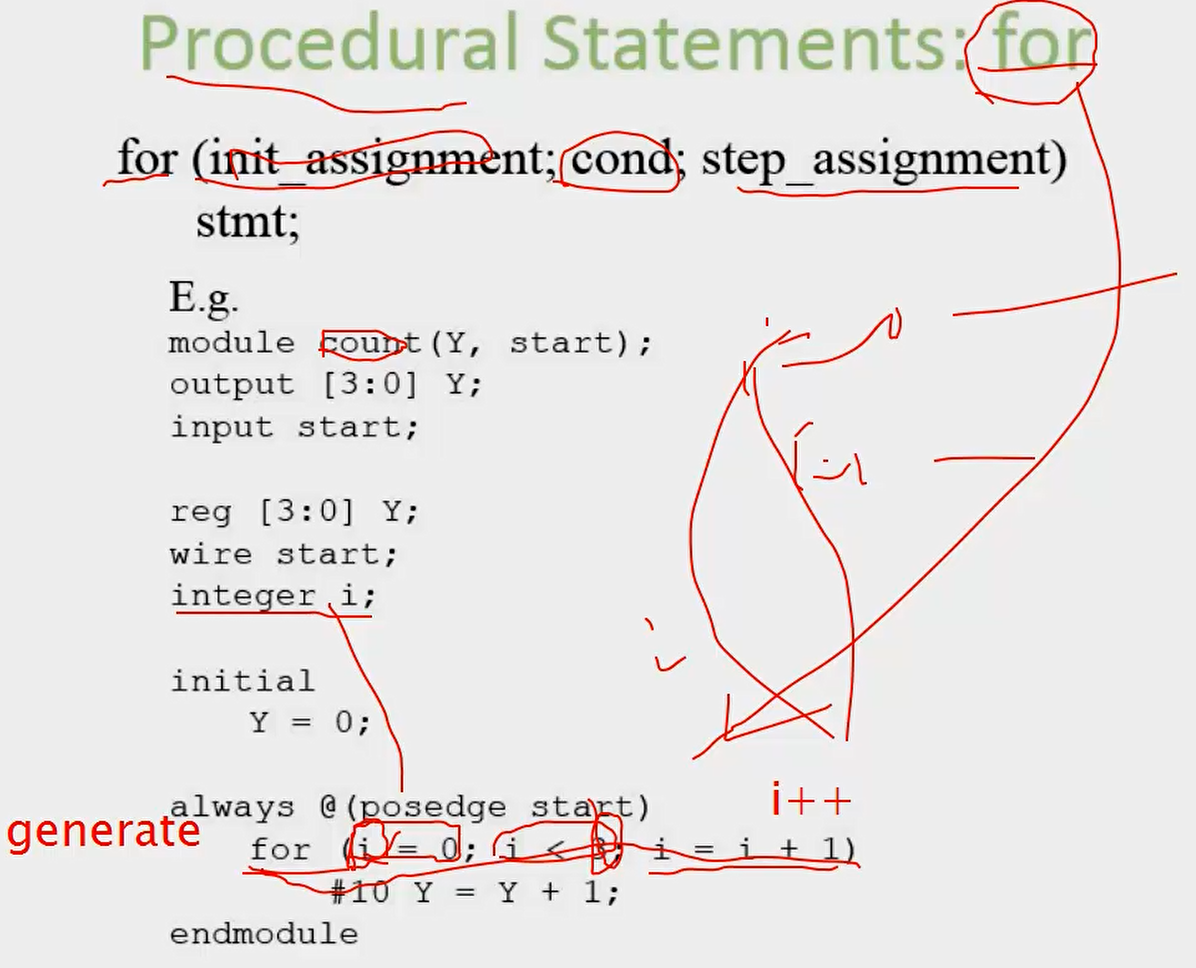 Procedural Statements: for
for (init_assignment; cond; step_assignment)
stmt;
E.g.
module count(Y, start);
output [3:0] Y;
input start;
reg [3:0] Y;
wire start;
integer i;
initial
Y = 0;
always @(posedge start)
i++
generate
for (i = 0; i < 3; i = i + 1)
#10 Y = Y + 1;
endmodule